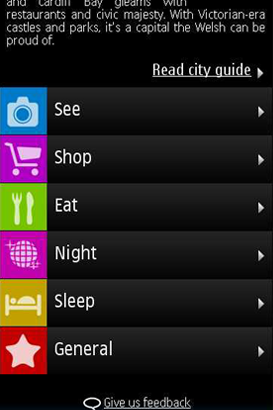 and Cardiff Bay gleams with
restaurants and civic majesty. With Victorian-era
castles and parks, it's a capital the Welsh can be
proud of.
Read city guide
See
Shop
Eat
Night
Sleep
General
Give us feedback